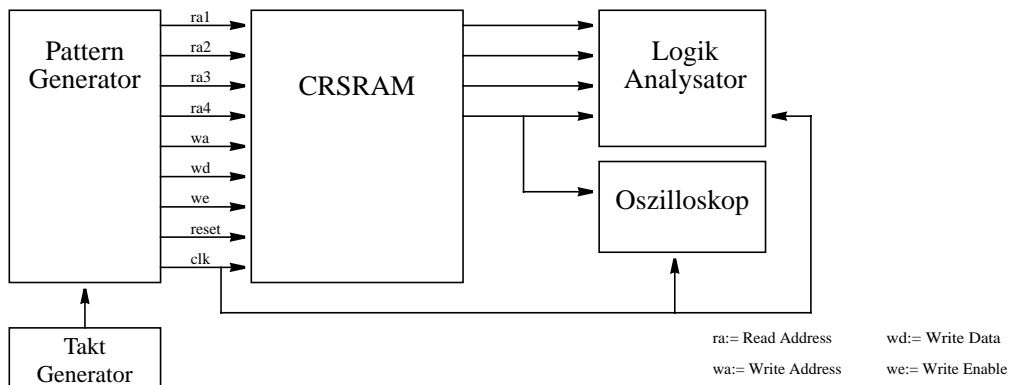 Pattern
Generator
ra1
ra2
ra3
ra4
wa
wd
we
reset
clk
CRSRAM
Logik
Analysator
Oszilloskop
Takt
Generator
ra:= Read Address
wd:= Write Data
wa:= Write Address
we:= Write Enable